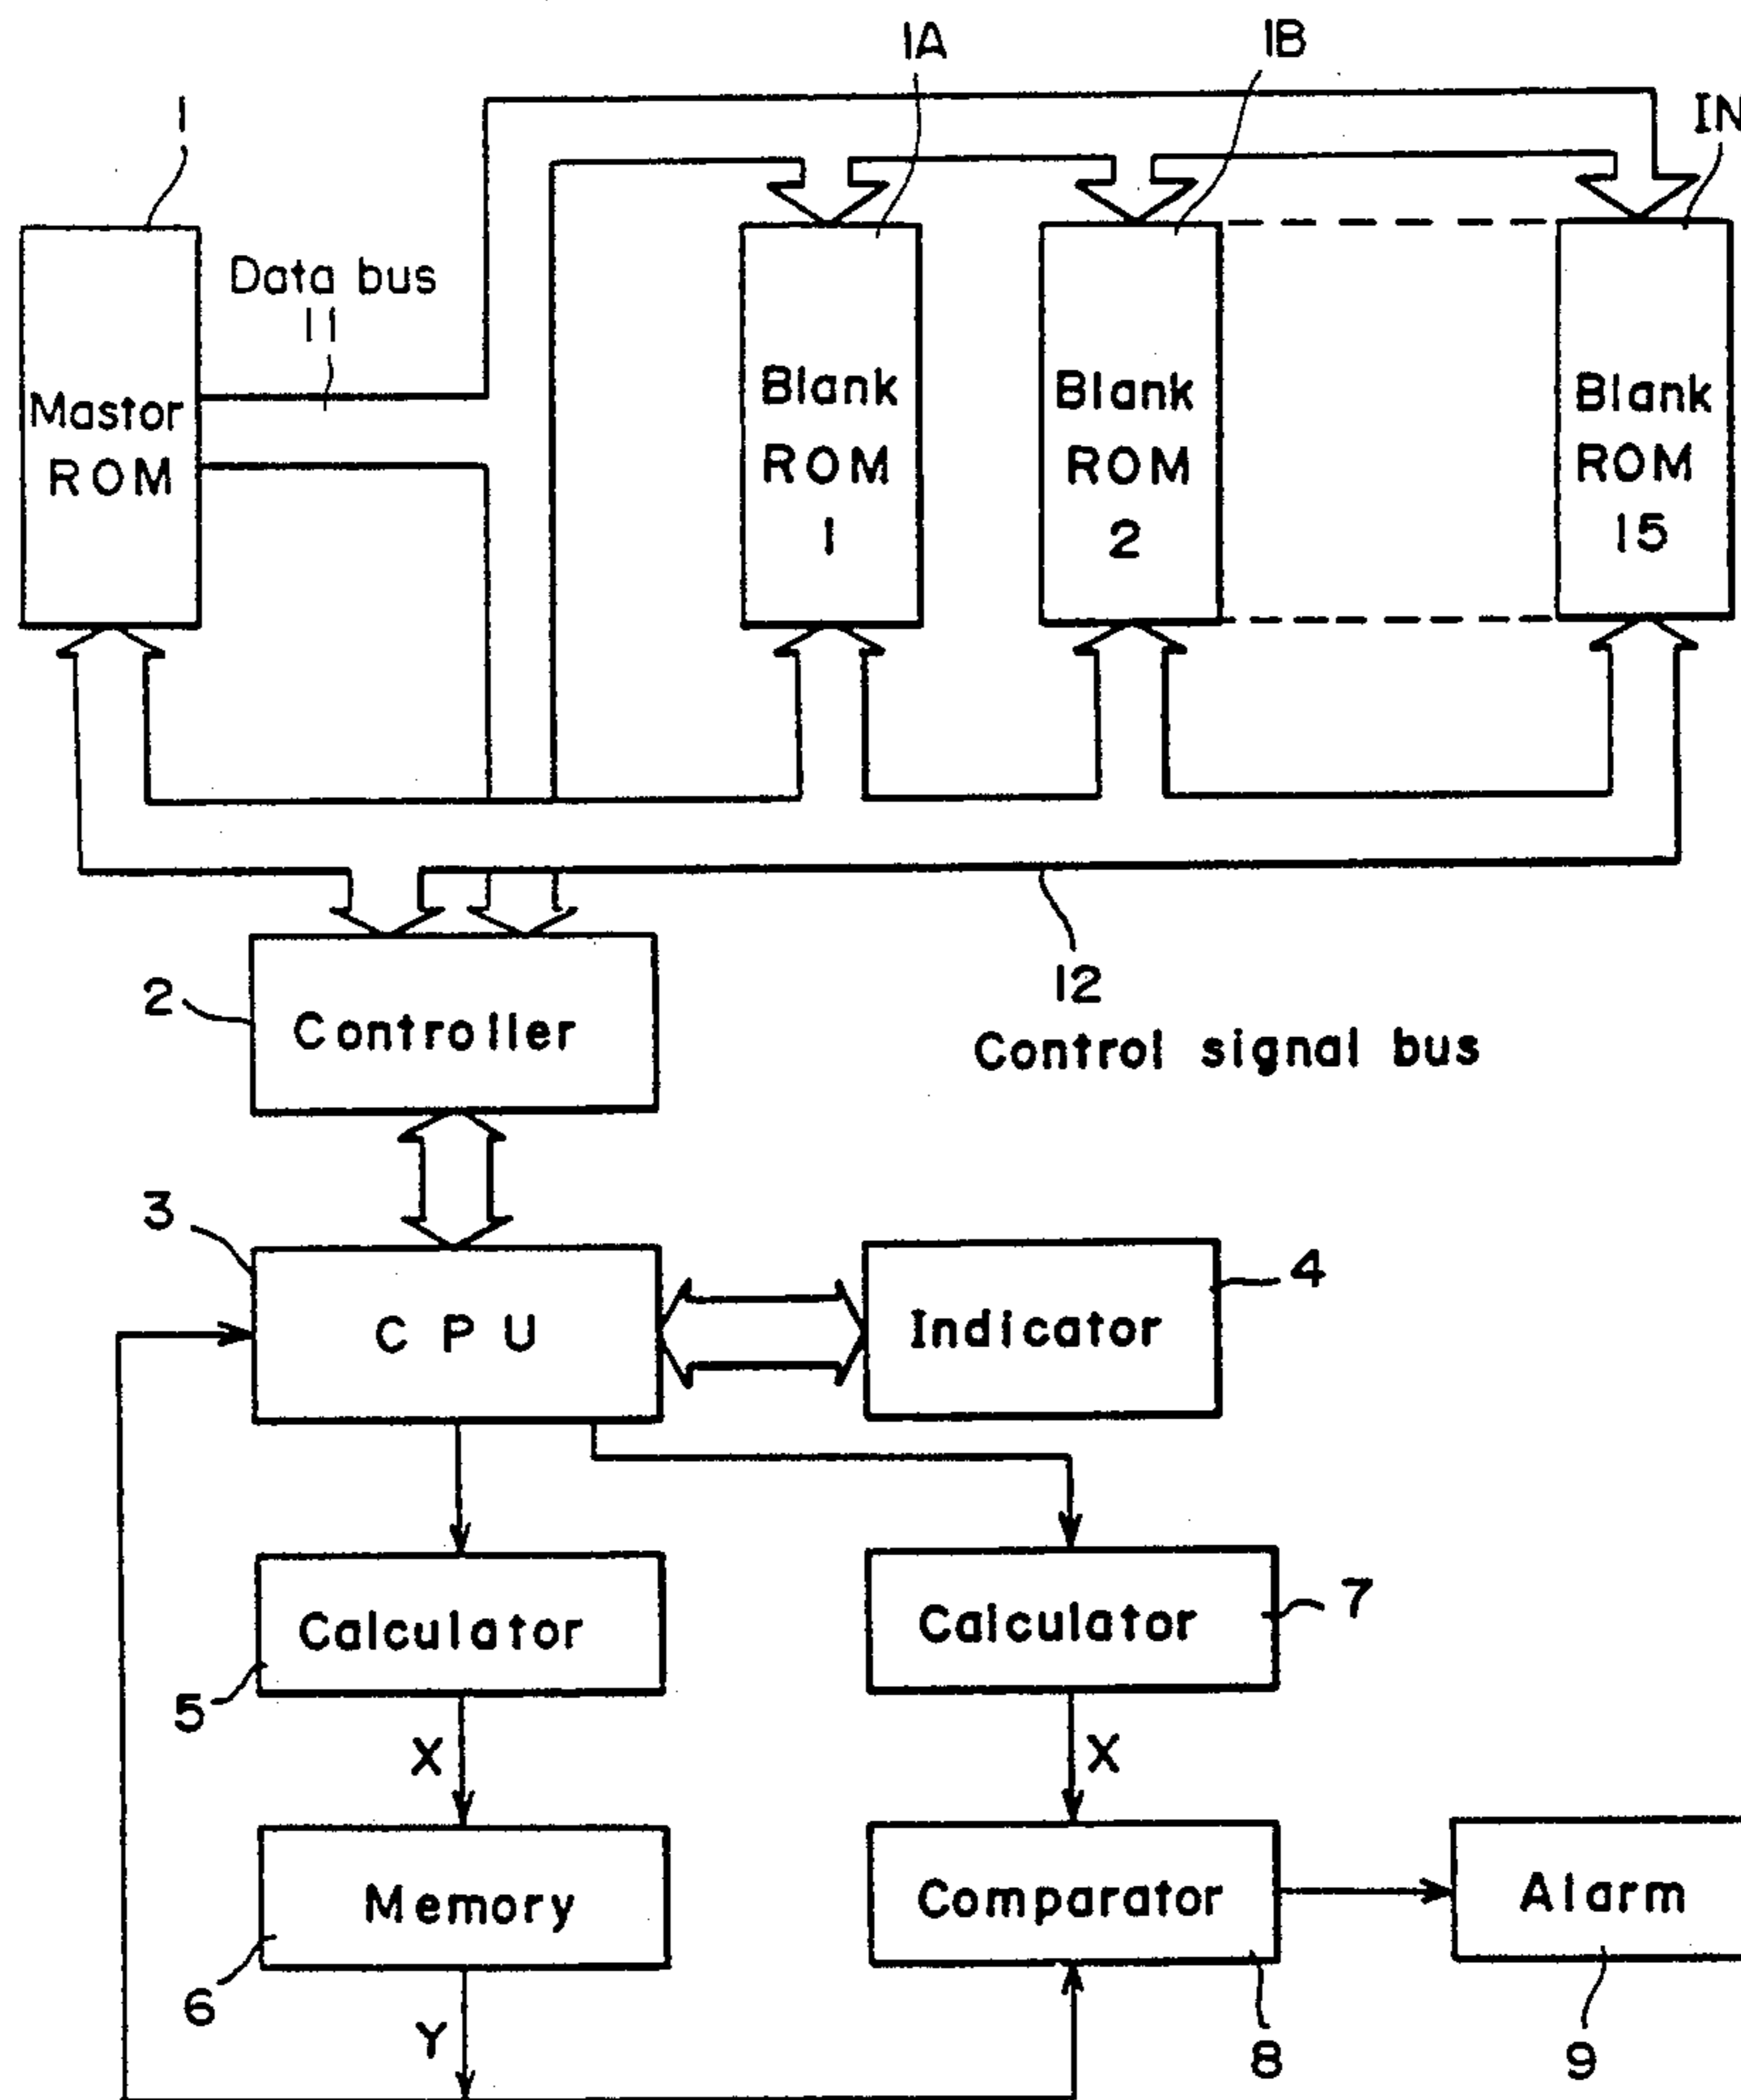 1A
1B
IN
1
Data bus
11
Mastor
ROM
Blank
ROM
1
Blank
ROM
2
Blank
ROM
15
2
Controller
12
Control signal bus
3
C P U
Indicator
4
Calculator
5
Calculator
7
X
X
Memory
6
Comparator
8
Alarm
9
Y